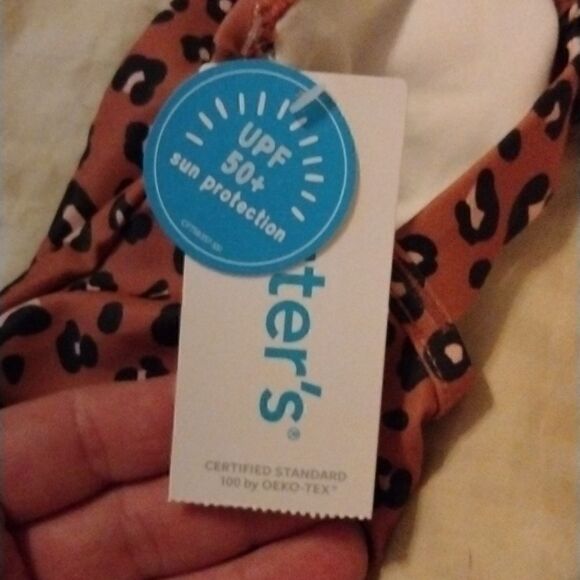 UPF
50+
sun protection
ter's®
CERTIFIED STANDARD
100 by OEKO-TEX®